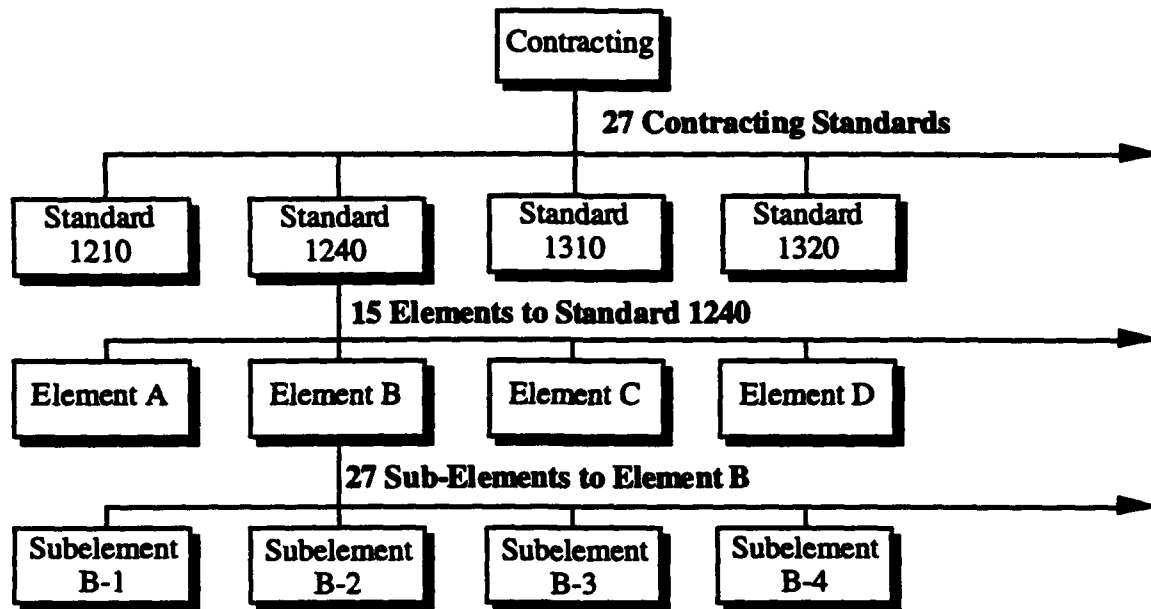 Contracting
27 Contracting Standards
Standard
1210
Standard
1240
Standard
1310
Standard
1320
15 Elements to Standard 1240
Element A
Element B
Element C
Element D
27 Sub-Elements to Element B
Subelement
B-1
Subelement
B-2
Subelement
B-3
Subelement
B-4